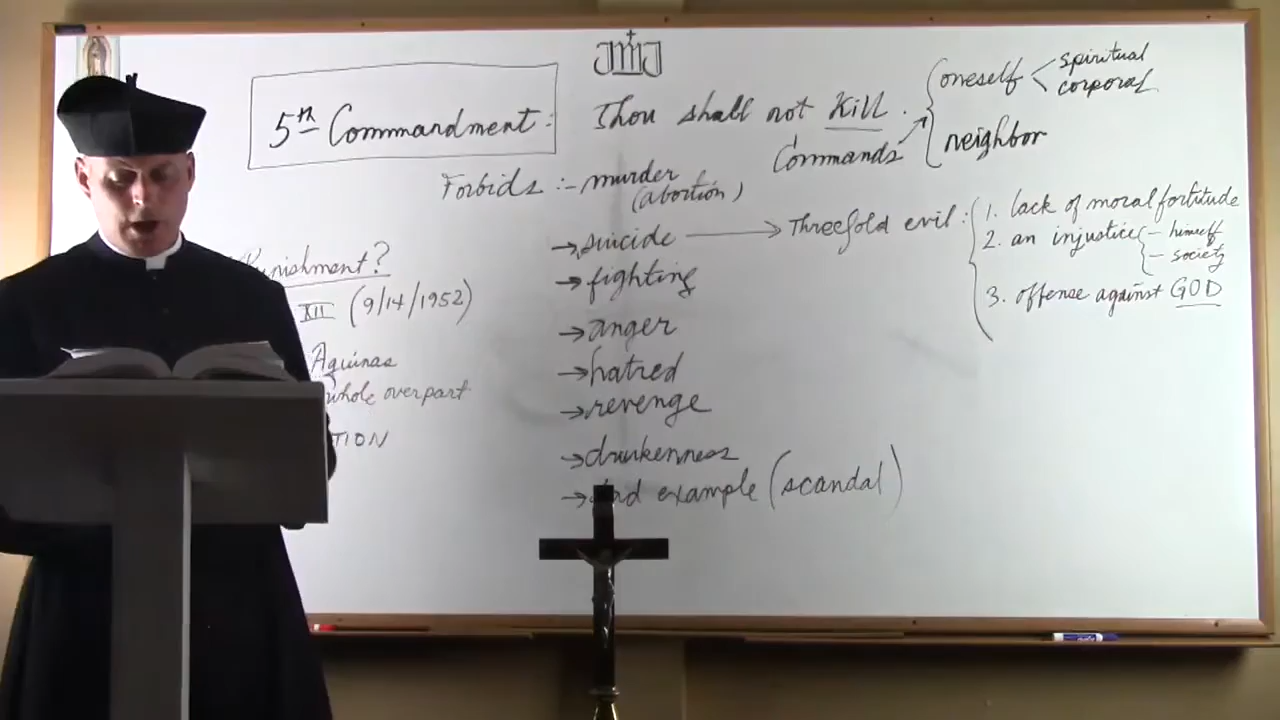 JMJ
5th Commandment:
Thou shall not Kill.
Commands
oneself
spiritual
corporal
neighbor
Forbids :- murder
(abortion)
→ suicide → Threefold evil:
1. lack of moral fortitude
2. an injustice
- himself
- society
3. offense against GOD
→ fighting
→ anger
→ hatred
→ revenge
→ drunkenness
→ bad example (scandal)
Punishment?
XII (9/14/1952)
Aquinas
whole over part